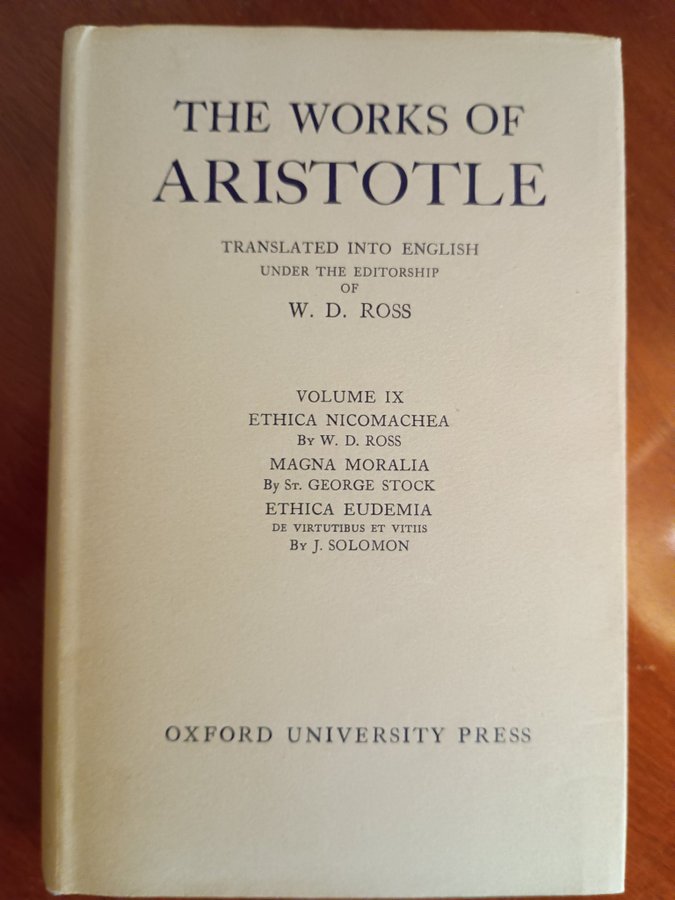 THE WORKS OF
ARISTOTLE
TRANSLATED INTO ENGLISH
UNDER THE EDITORSHIP
OF
W. D. ROSS
VOLUME IX
ETHICA NICOMACHEA
By W. D. ROSS
MAGNA MORALIA
By St. GEORGE STOCK
ETHICA EUDEMIA
DE VIRTUTIBUS ET VITIIS
By J. SOLOMON
OXFORD UNIVERSITY PRESS